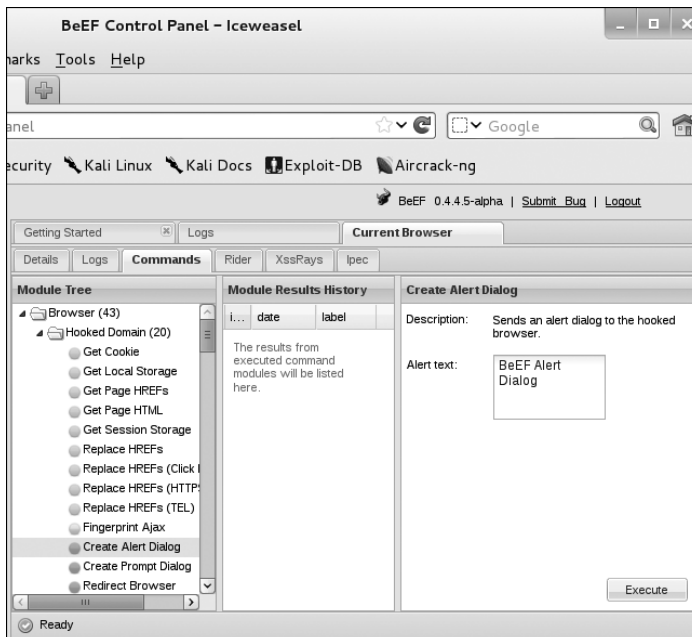 BeEF Control Panel – Iceweasel
narks Tools Help
anel
Google
ecurity Kali Linux Kali Docs Exploit-DB Aircrack-ng
BeEF 0.4.4.5-alpha | Submit Bug | Logout
Getting Started Logs Current Browser
Details Logs Commands Rider XssRays Ipec
Module Tree
Browser (43)
Hooked Domain (20)
Get Cookie
Get Local Storage
Get Page HREFs
Get Page HTML
Get Session Storage
Replace HREFs
Replace HREFs (Click
Replace HREFs (HTTPS
Replace HREFs (TEL)
Fingerprint Ajax
Create Alert Dialog
Create Prompt Dialog
Redirect Browser
Module Results History
i... date label
The results from
executed command
modules will be listed
here.
Create Alert Dialog
Description: Sends an alert dialog to the hooked
browser.
Alert text: BeEF Alert
Dialog
Execute
Ready